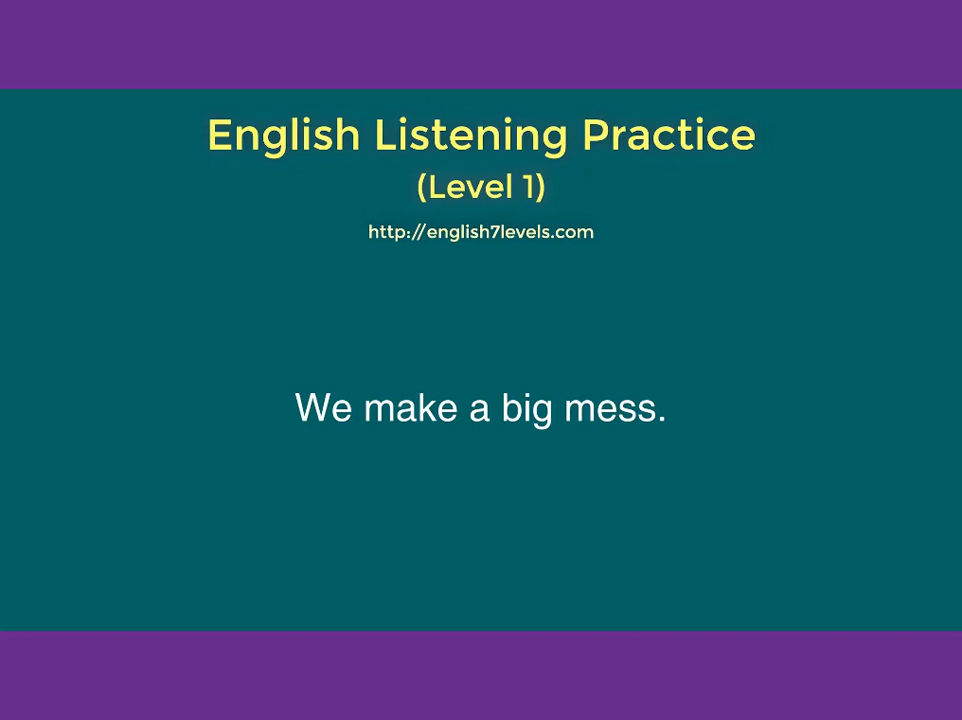 English Listening Practice
(Level 1)
http://english7levels.com
We make a big mess.